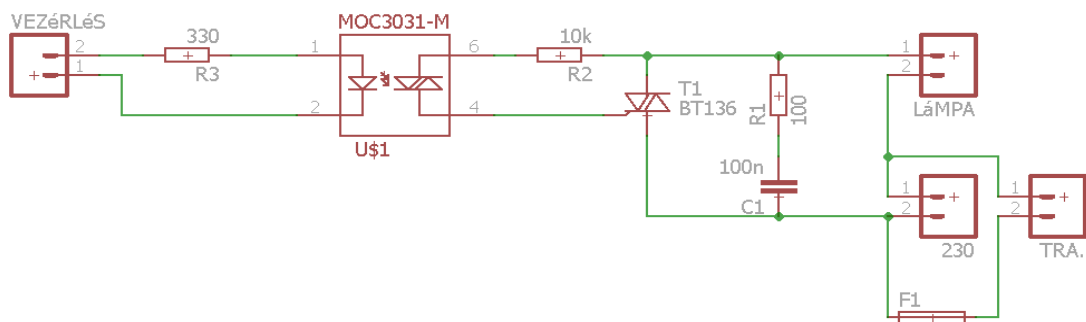 VEZéRLéS
2
1
+
330
R3
MOC3031-M
1
2
6
4
U$1
10k
R2
T1
BT136
R1
100
100n
C1
1
2
+
LáMPA
1
2
+
230
1
2
+
TRA.
F1